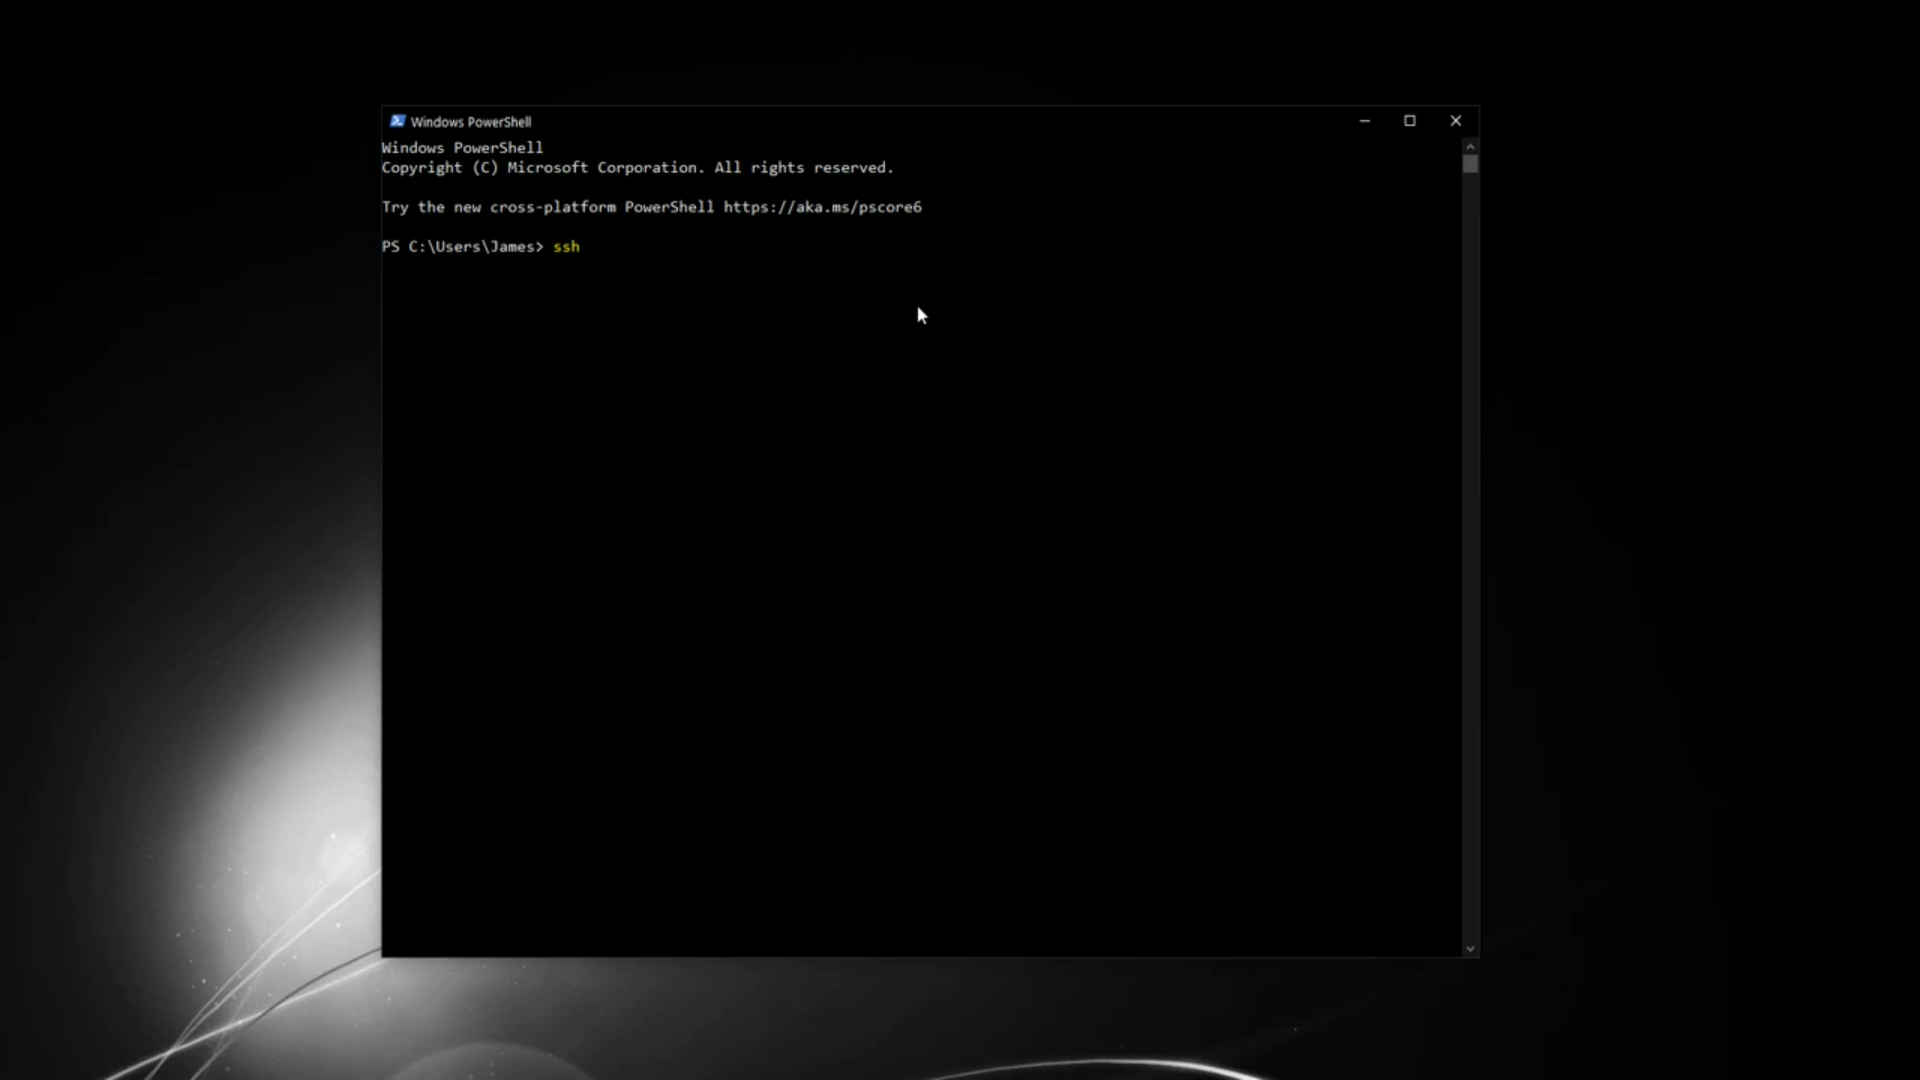 Windows PowerShell
Windows PowerShell
Copyright (C) Microsoft Corporation. All rights reserved.
Try the new cross-platform PowerShell https://aka.ms/pscore6
PS C:\Users\James> ssh